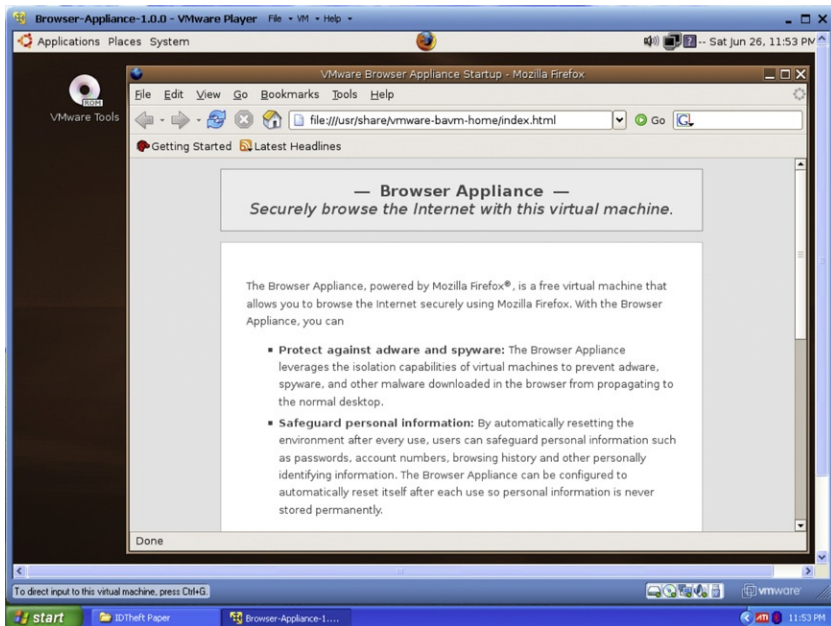 Browser-Appliance-1.0.0 - VMware Player File VM Help
Applications Places System
? -- Sat Jun 26, 11:53 PM
ROM
VMware Tools
VMware Browser Appliance Startup - Mozilla Firefox
File Edit View Go Bookmarks Tools Help
file:///usr/share/vmware-bavm-home/index.html Go G
Getting Started Latest Headlines
— Browser Appliance —
Securely browse the Internet with this virtual machine.
The Browser Appliance, powered by Mozilla Firefox®, is a free virtual machine that
allows you to browse the Internet securely using Mozilla Firefox. With the Browser
Appliance, you can
▪ Protect against adware and spyware: The Browser Appliance
leverages the isolation capabilities of virtual machines to prevent adware,
spyware, and other malware downloaded in the browser from propagating to
the normal desktop.
▪ Safeguard personal information: By automatically resetting the
environment after every use, users can safeguard personal information such
as passwords, account numbers, browsing history and other personally
identifying information. The Browser Appliance can be configured to
automatically reset itself after each use so personal information is never
stored permanently.
Done
To direct input to this virtual machine, press Ctrl+G.
vmware
start IDTheft Paper Browser-Appliance-1.... ATI 11:53 PM